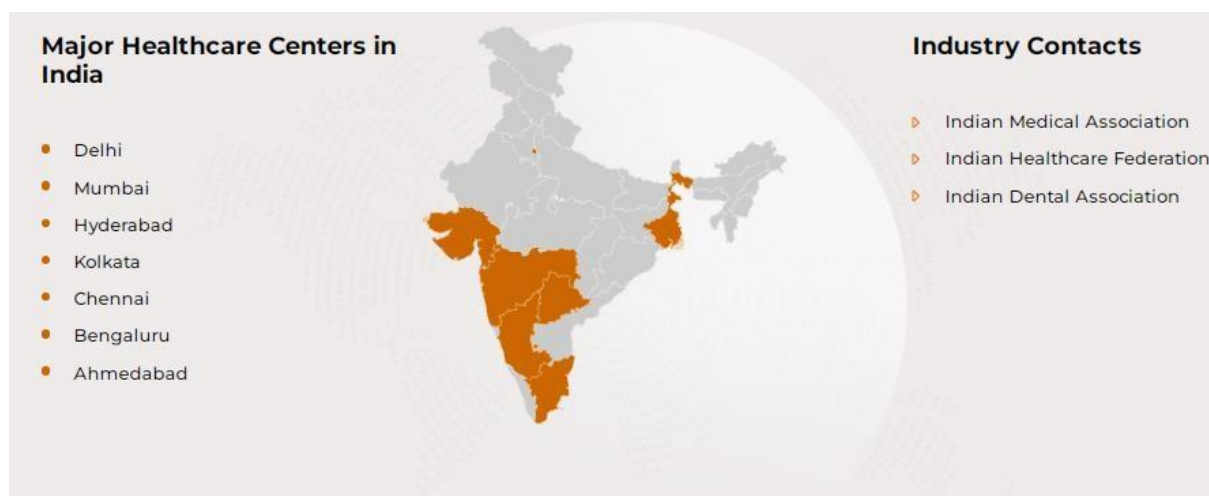 Major Healthcare Centers in
India
Delhi
Mumbai
Hyderabad
Kolkata
Chennai
Bengaluru
Ahmedabad
Industry Contacts
Indian Medical Association
Indian Healthcare Federation
Indian Dental Association